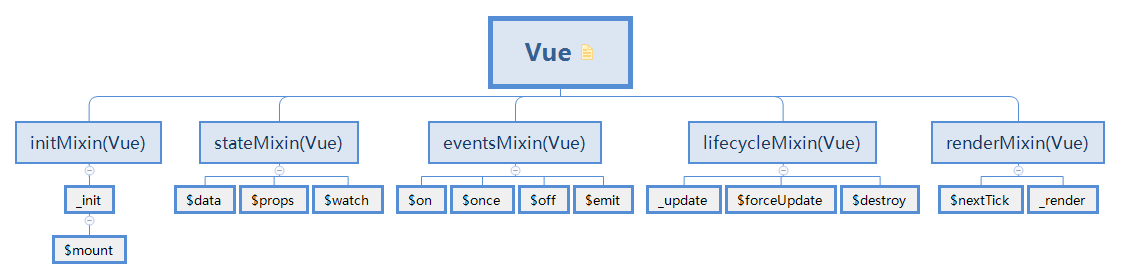 Vue
initMixin(Vue) stateMixin(Vue) eventsMixin(Vue) lifecycleMixin(Vue) renderMixin(Vue)
_init $data $props $watch $on $once $off $emit _update $forceUpdate $destroy $nextTick _render
$mount